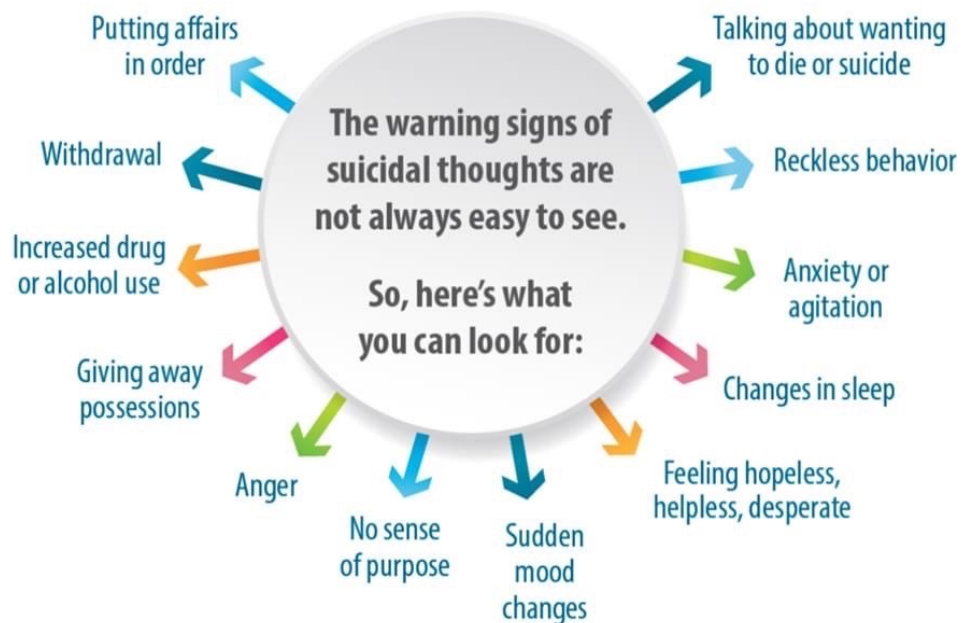 The warning signs of
suicidal thoughts are
not always easy to see.
So, here’s what
you can look for:
Talking about wanting
to die or suicide
Reckless behavior
Anxiety or
agitation
Changes in sleep
Feeling hopeless,
helpless, desperate
Sudden
mood
changes
No sense
of purpose
Anger
Giving away
possessions
Increased drug
or alcohol use
Withdrawal
Putting affairs
in order